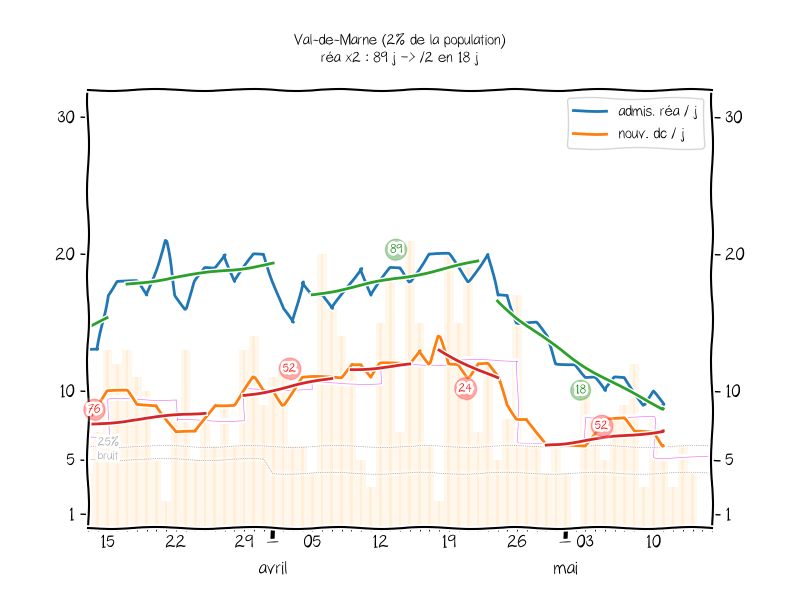 Val-de-Marne (2% de la population)
réa x2 : 89 j -> /2 en 18 j
admis. réa / j
nouv. dc / j
30
30
20
20
10
10
5
5
1
1
89
52
76
24
18
52
25%
bruit
15 22 29 05 12 19 26 03 10
avril mai